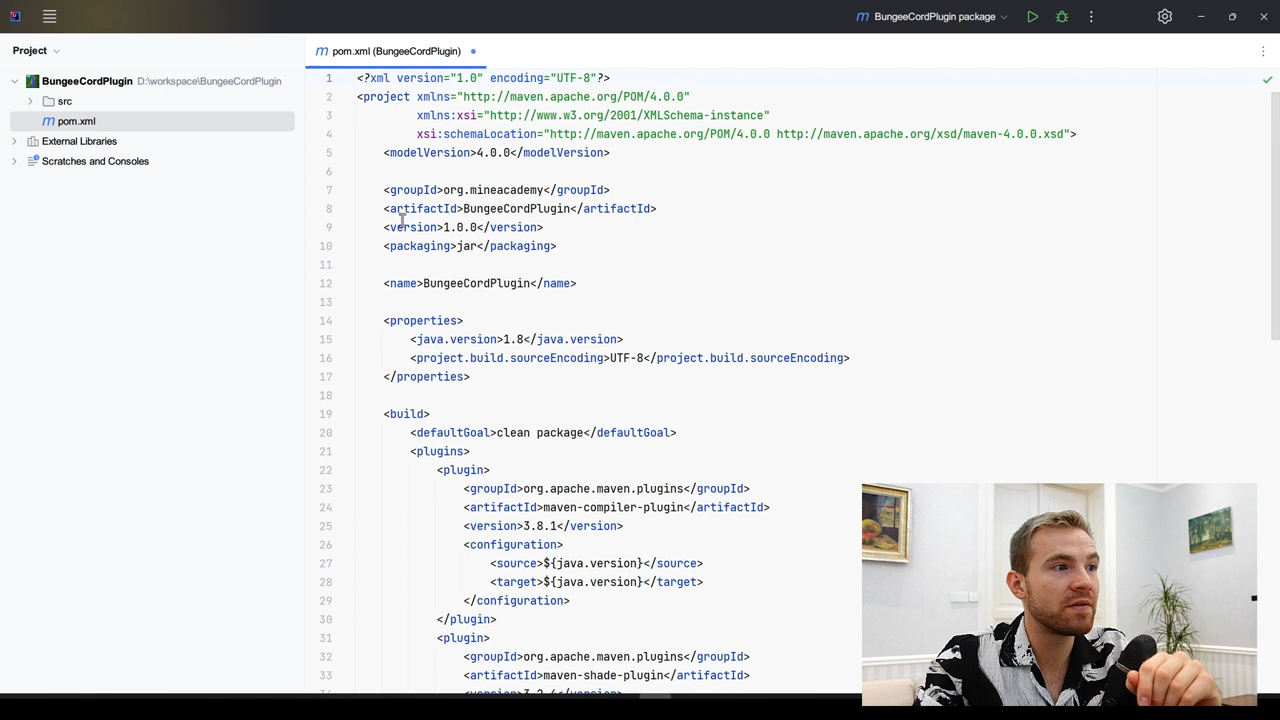 BungeeCordPlugin package
Project
pom.xml (BungeeCordPlugin)
BungeeCordPlugin D:\workspace\BungeeCordPlugin
src
pom.xml
External Libraries
Scratches and Consoles
1 <?xml version="1.0" encoding="UTF-8"?>
2 <project xmlns="http://maven.apache.org/POM/4.0.0"
3 xmlns:xsi="http://www.w3.org/2001/XMLSchema-instance"
4 xsi:schemaLocation="http://maven.apache.org/POM/4.0.0 http://maven.apache.org/xsd/maven-4.0.0.xsd">
5 <modelVersion>4.0.0</modelVersion>
6
7 <groupId>org.mineacademy</groupId>
8 <artifactId>BungeeCordPlugin</artifactId>
9 <version>1.0.0</version>
10 <packaging>jar</packaging>
11
12 <name>BungeeCordPlugin</name>
13
14 <properties>
15 <java.version>1.8</java.version>
16 <project.build.sourceEncoding>UTF-8</project.build.sourceEncoding>
17 </properties>
18
19 <build>
20 <defaultGoal>clean package</defaultGoal>
21 <plugins>
22 <plugin>
23 <groupId>org.apache.maven.plugins</groupId>
24 <artifactId>maven-compiler-plugin</artifactId>
25 <version>3.8.1</version>
26 <configuration>
27 <source>${java.version}</source>
28 <target>${java.version}</target>
29 </configuration>
30 </plugin>
31 <plugin>
32 <groupId>org.apache.maven.plugins</groupId>
33 <artifactId>maven-shade-plugin</artifactId>